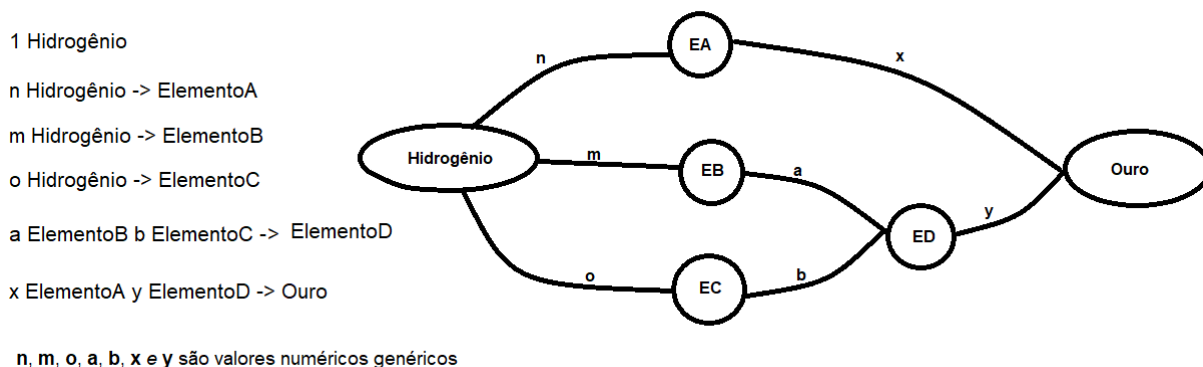 1 Hidrogênio
n Hidrogênio -> ElementoA
m Hidrogênio -> ElementoB
o Hidrogênio -> ElementoC
a ElementoB b ElementoC -> ElementoD
x ElementoA y ElementoD -> Ouro
n, m, o, a, b, x e y são valores numéricos genéricos
Hidrogênio
n
EA
x
m
EB
a
o
EC
b
ED
y
Ouro